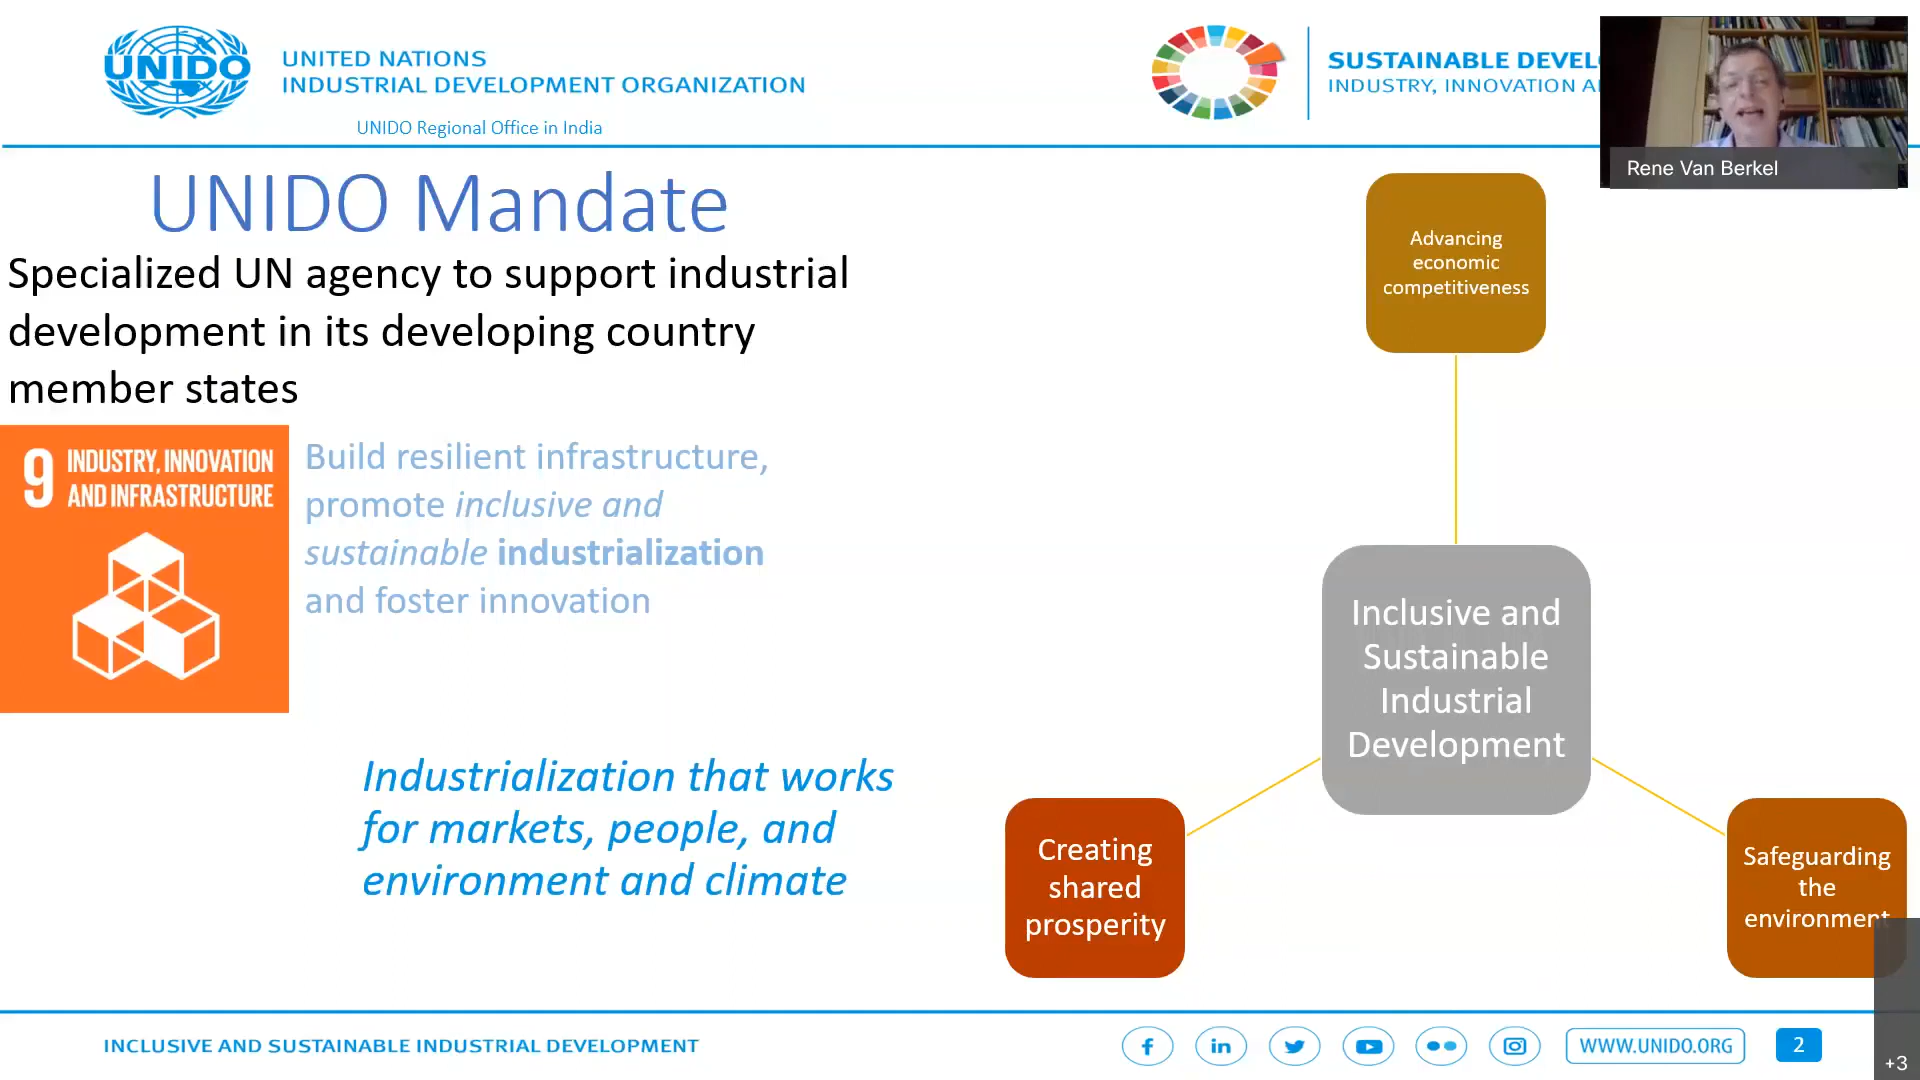 UNIDO
UNITED NATIONS
INDUSTRIAL DEVELOPMENT ORGANIZATION
UNIDO Regional Office in India
SUSTAINABLE DEVEL
INDUSTRY, INNOVATION A
Rene Van Berkel
UNIDO Mandate
Specialized UN agency to support industrial
development in its developing country
member states
9 INDUSTRY, INNOVATION
AND INFRASTRUCTURE
Build resilient infrastructure,
promote inclusive and
sustainable industrialization
and foster innovation
Industrialization that works
for markets, people, and
environment and climate
Advancing
economic
competitiveness
Inclusive and
Sustainable
Industrial
Development
Creating
shared
prosperity
Safeguarding
the
environment
INCLUSIVE AND SUSTAINABLE INDUSTRIAL DEVELOPMENT
WWW.UNIDO.ORG
2
+3